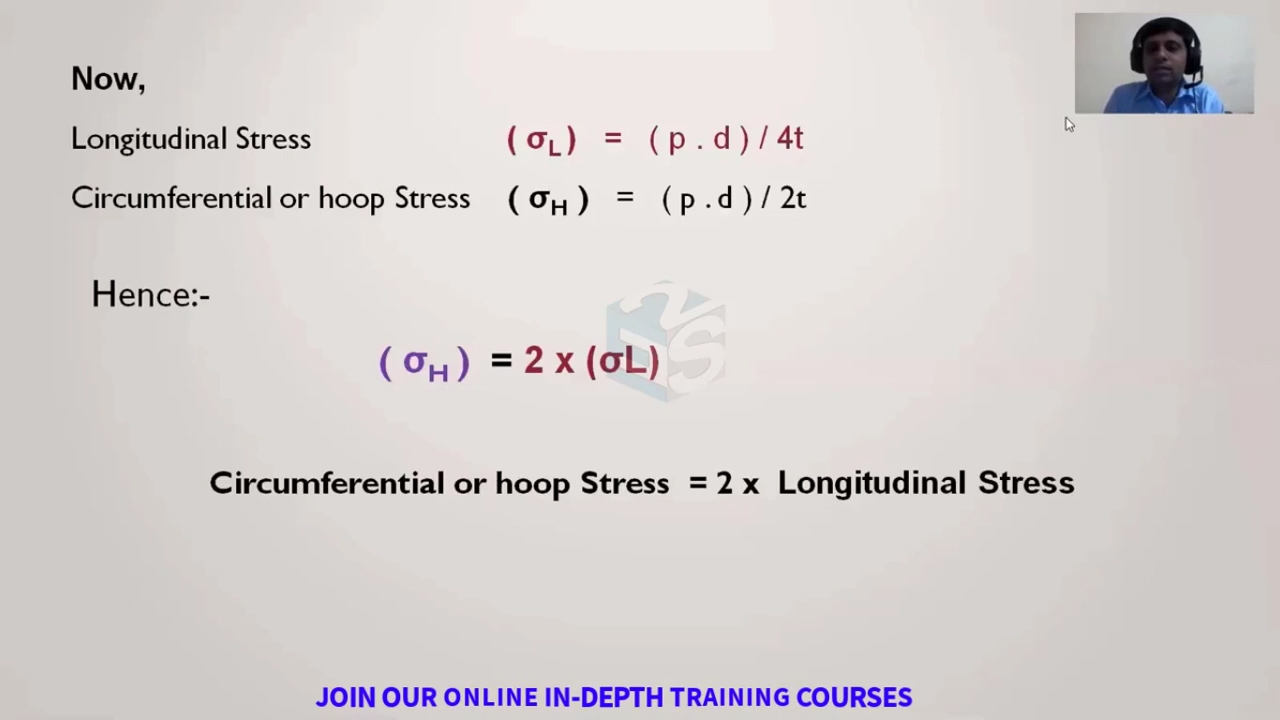 Now,
Longitudinal Stress ( σL ) = ( p . d ) / 4t
Circumferential or hoop Stress ( σH ) = ( p . d ) / 2t
Hence:-
( σH ) = 2 x (σL)
Circumferential or hoop Stress = 2 x Longitudinal Stress
JOIN OUR ONLINE IN-DEPTH TRAINING COURSES